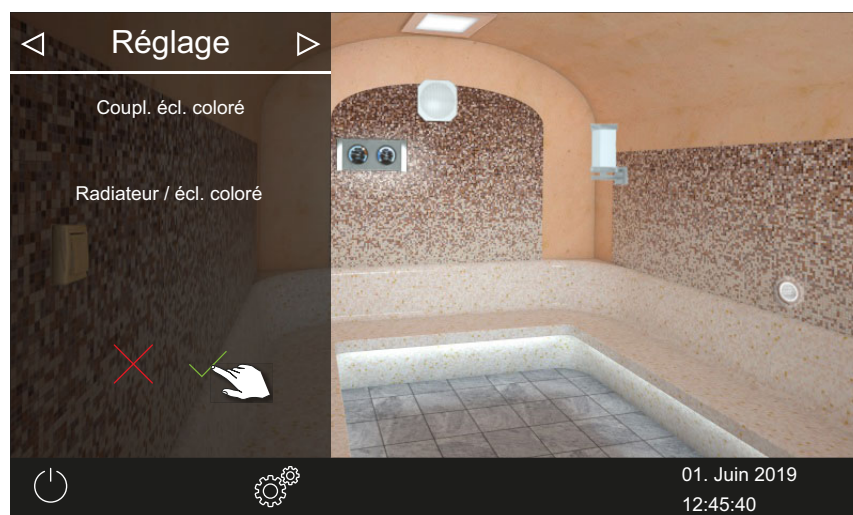 Réglage
Coupl. écl. coloré
Radiateur / écl. coloré
01. Juin 2019
12:45:40